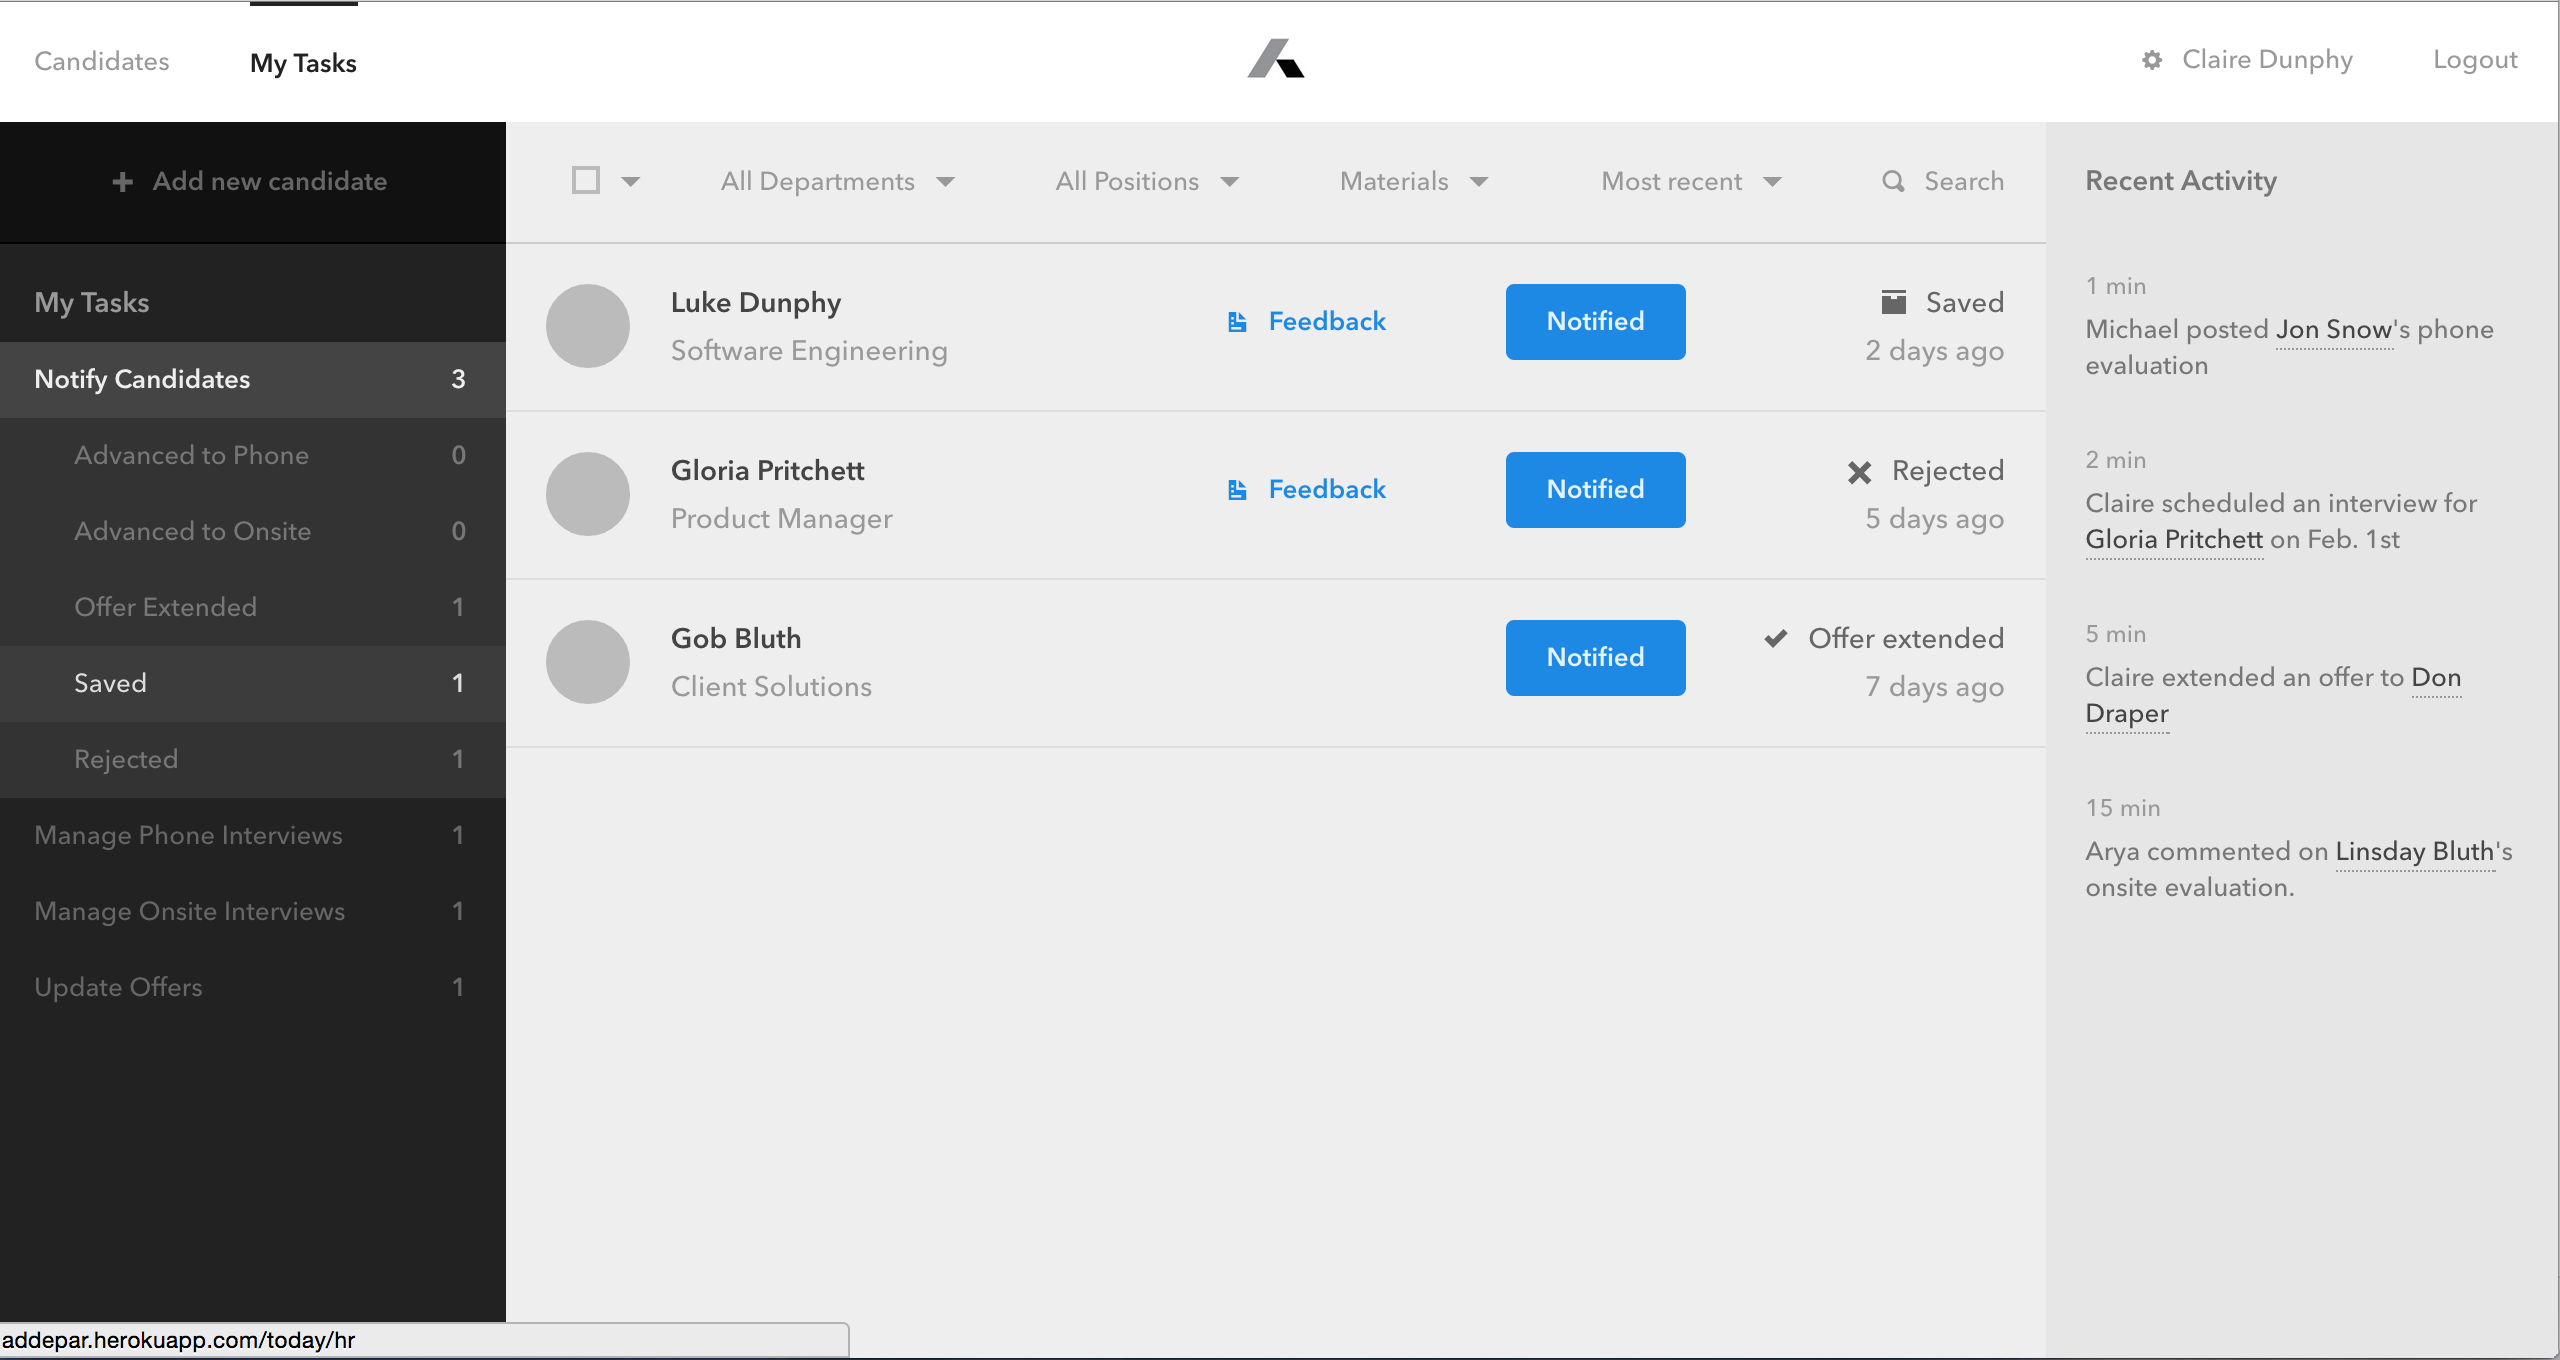 Candidates
My Tasks
Claire Dunphy
Logout
+ Add new candidate
My Tasks
Notify Candidates 3
Advanced to Phone 0
Advanced to Onsite 0
Offer Extended 1
Saved 1
Rejected 1
Manage Phone Interviews 1
Manage Onsite Interviews 1
Update Offers 1
All Departments
All Positions
Materials
Most recent
Search
Luke Dunphy
Software Engineering
Feedback
Notified
Saved
2 days ago
Gloria Pritchett
Product Manager
Feedback
Notified
Rejected
5 days ago
Gob Bluth
Client Solutions
Notified
Offer extended
7 days ago
Recent Activity
1 min
Michael posted Jon Snow's phone
evaluation
2 min
Claire scheduled an interview for
Gloria Pritchett on Feb. 1st
5 min
Claire extended an offer to Don
Draper
15 min
Arya commented on Linsday Bluth's
onsite evaluation.
addepar.herokuapp.com/today/hr